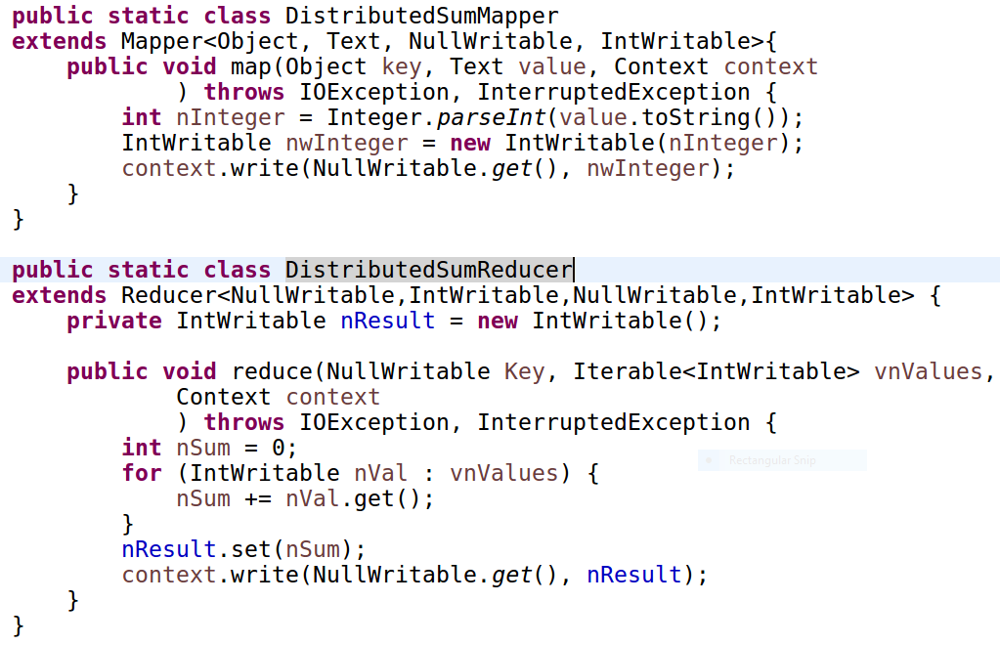 public static class DistributedSumMapper
extends Mapper<Object, Text, NullWritable, IntWritable>{
    public void map(Object key, Text value, Context context
            ) throws IOException, InterruptedException {
        int nInteger = Integer.parseInt(value.toString());
        IntWritable nwInteger = new IntWritable(nInteger);
        context.write(NullWritable.get(), nwInteger);
    }
}

public static class DistributedSumReducer
extends Reducer<NullWritable,IntWritable,NullWritable,IntWritable> {
    private IntWritable nResult = new IntWritable();

    public void reduce(NullWritable Key, Iterable<IntWritable> vnValues,
            Context context
            ) throws IOException, InterruptedException {
        int nSum = 0;
Rectangular Snip
        for (IntWritable nVal : vnValues) {
            nSum += nVal.get();
        }
        nResult.set(nSum);
        context.write(NullWritable.get(), nResult);
    }
}